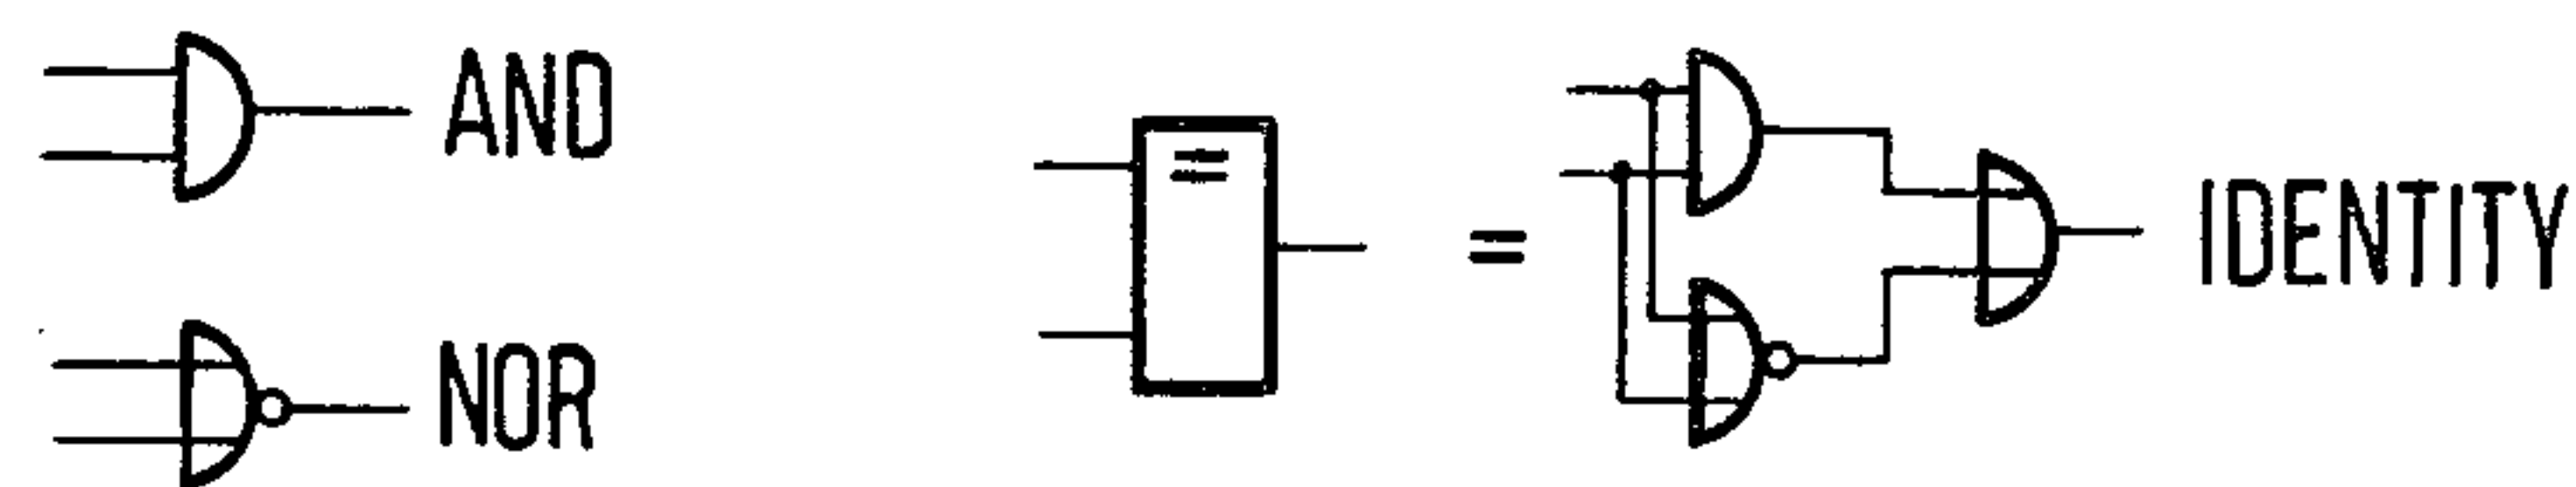 AND
NOR
=
=
IDENTITY